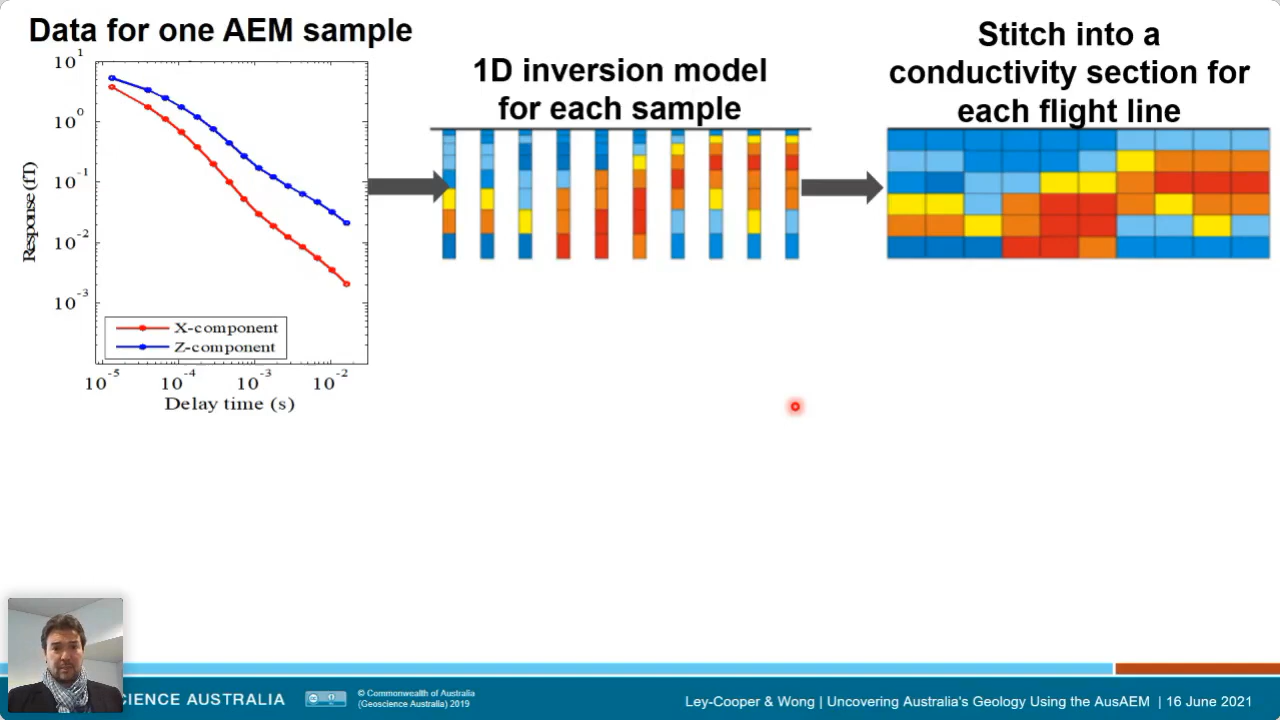 Data for one AEM sample
10^1
10^0
10^-1
10^-2
10^-3
Response (fT)
X-component
Z-component
10^-5 10^-4 10^-3 10^-2
Delay time (s)
1D inversion model
for each sample
Stitch into a
conductivity section for
each flight line
CIENCE AUSTRALIA
© Commonwealth of Australia
(Geoscience Australia) 2019
Ley-Cooper & Wong | Uncovering Australia's Geology Using the AusAEM | 16 June 2021